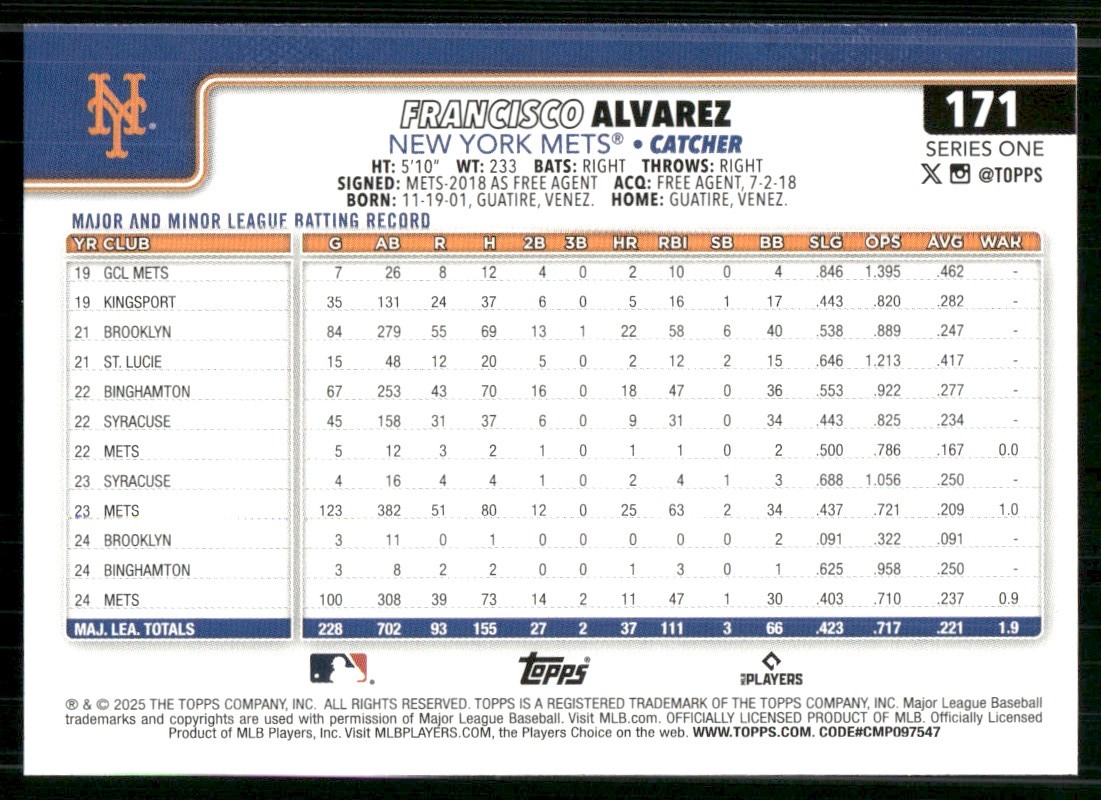 NY
FRANCISCO ALVAREZ
171
NEW YORK METS® • CATCHER
SERIES ONE
HT: 5'10" WT: 233 BATS: RIGHT THROWS: RIGHT
@TOPPS
SIGNED: METS-2018 AS FREE AGENT ACQ: FREE AGENT, 7-2-18
BORN: 11-19-01, GUATIRE, VENEZ. HOME: GUATIRE, VENEZ.
MAJOR AND MINOR LEAGUE BATTING RECORD
YR CLUB G AB R H 2B 3B HR RBI SB BB SLG OPS AVG WAR
19 GCL METS 7 26 8 12 4 0 2 10 0 4 .846 1.395 .462 -
19 KINGSPORT 35 131 24 37 6 0 5 16 1 17 .443 .820 .282 -
21 BROOKLYN 84 279 55 69 13 1 22 58 6 40 .538 .889 .247 -
21 ST. LUCIE 15 48 12 20 5 0 2 12 2 15 .646 1.213 .417 -
22 BINGHAMTON 67 253 43 70 16 0 18 47 0 36 .553 .922 .277 -
22 SYRACUSE 45 158 31 37 6 0 9 31 0 34 .443 .825 .234 -
22 METS 5 12 3 2 1 0 1 1 0 2 .500 .786 .167 0.0
23 SYRACUSE 4 16 4 4 1 0 2 4 1 3 .688 1.056 .250 -
23 METS 123 382 51 80 12 0 25 63 2 34 .437 .721 .209 1.0
24 BROOKLYN 3 11 0 1 0 0 0 0 0 2 .091 .322 .091 -
24 BINGHAMTON 3 8 2 2 0 0 1 3 0 1 .625 .958 .250 -
24 METS 100 308 39 73 14 2 11 47 1 30 .403 .710 .237 0.9
MAJ. LEA. TOTALS 228 702 93 155 27 2 37 111 3 66 .423 .717 .221 1.9
topps® MLB PLAYERS
® & © 2025 THE TOPPS COMPANY, INC. ALL RIGHTS RESERVED. TOPPS IS A REGISTERED TRADEMARK OF THE TOPPS COMPANY, INC. Major League Baseball
trademarks and copyrights are used with permission of Major League Baseball. Visit MLB.com. OFFICIALLY LICENSED PRODUCT OF MLB. Officially Licensed
Product of MLB Players, Inc. Visit MLBPLAYERS.COM, the Players Choice on the web. WWW.TOPPS.COM. CODE#CMP097547